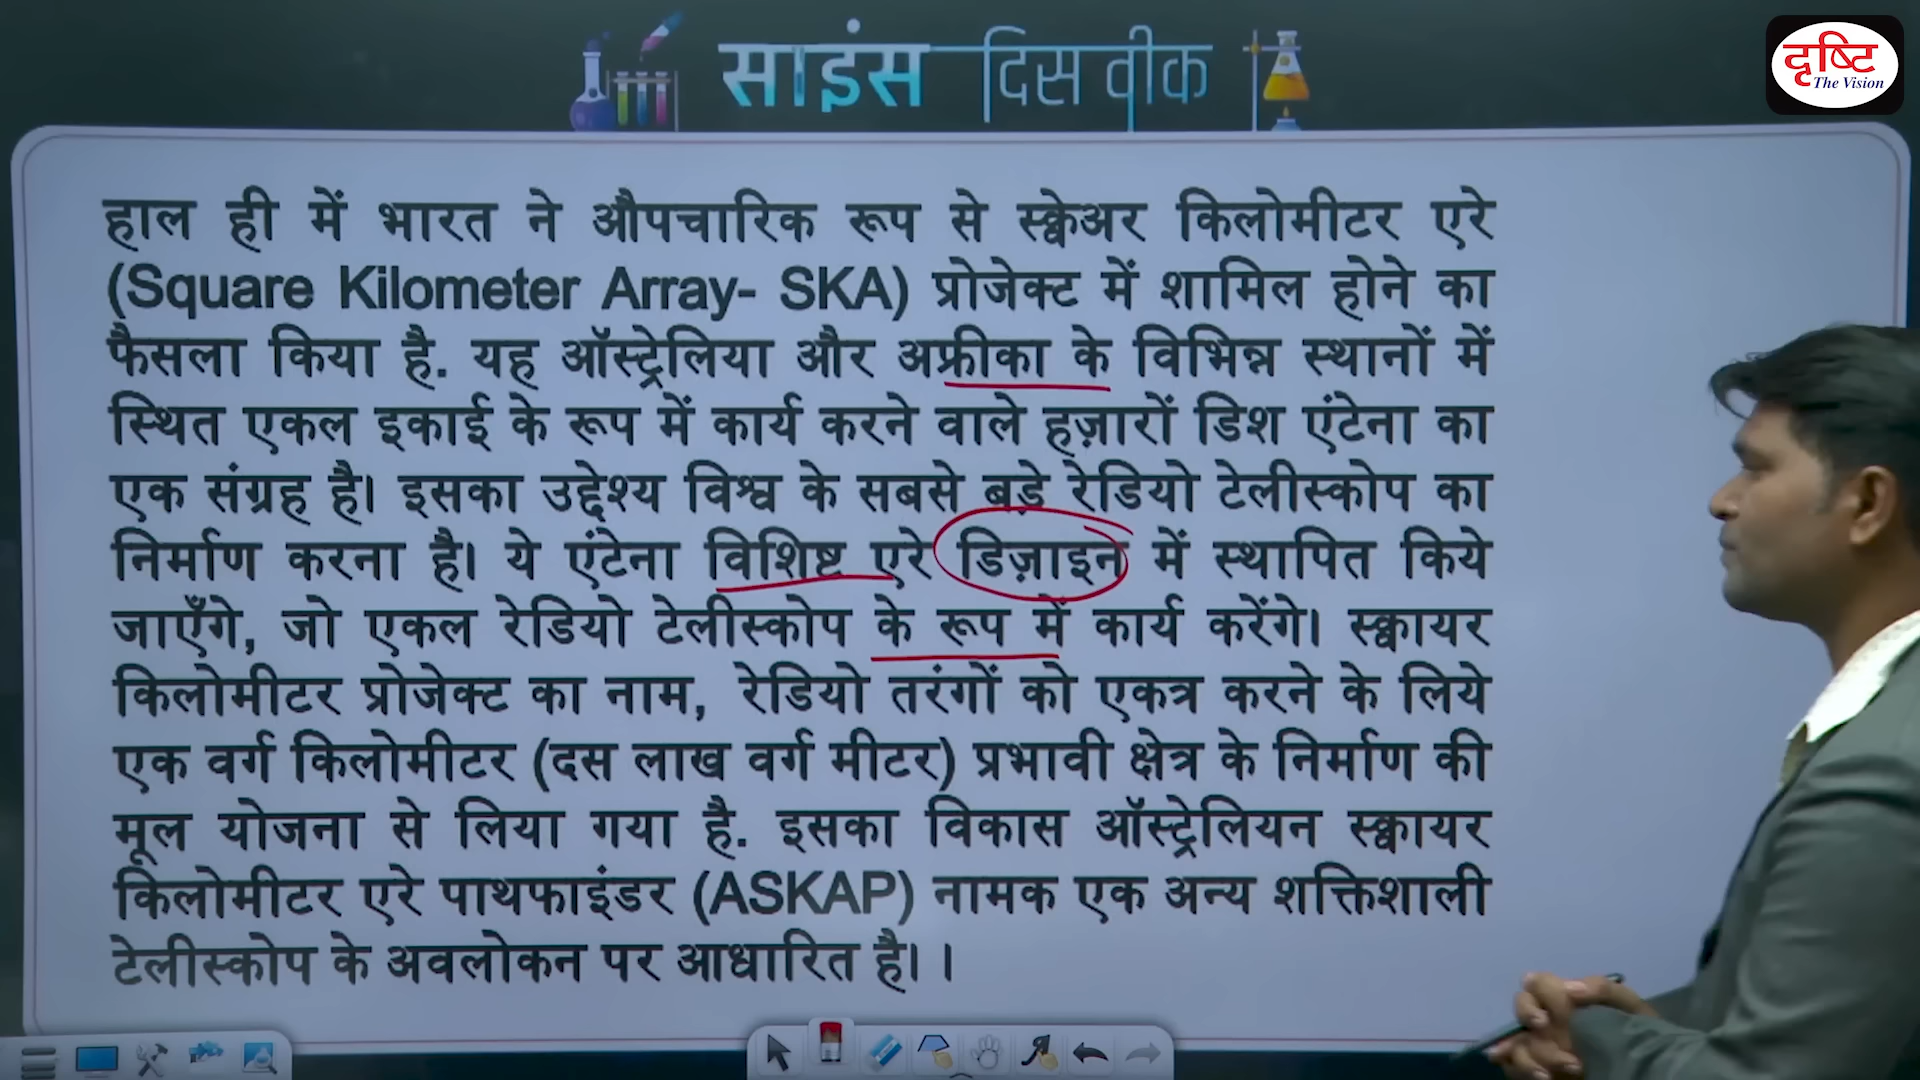 साइंस दिस वीक
दृष्टि
The Vision
हाल ही में भारत ने औपचारिक रूप से स्क्वेअर किलोमीटर एरे
(Square Kilometer Array- SKA) प्रोजेक्ट में शामिल होने का
फैसला किया है. यह ऑस्ट्रेलिया और अफ्रीका के विभिन्न स्थानों में
स्थित एकल इकाई के रूप में कार्य करने वाले हज़ारों डिश एंटेना का
एक संग्रह है। इसका उद्देश्य विश्व के सबसे बड़े रेडियो टेलीस्कोप का
निर्माण करना है। ये एंटेना विशिष्ट एरे डिज़ाइन में स्थापित किये
जाएँगे, जो एकल रेडियो टेलीस्कोप के रूप में कार्य करेंगे। स्क्वायर
किलोमीटर प्रोजेक्ट का नाम, रेडियो तरंगों को एकत्र करने के लिये
एक वर्ग किलोमीटर (दस लाख वर्ग मीटर) प्रभावी क्षेत्र के निर्माण की
मूल योजना से लिया गया है. इसका विकास ऑस्ट्रेलियन स्क्वायर
किलोमीटर एरे पाथफाइंडर (ASKAP) नामक एक अन्य शक्तिशाली
टेलीस्कोप के अवलोकन पर आधारित है। ।